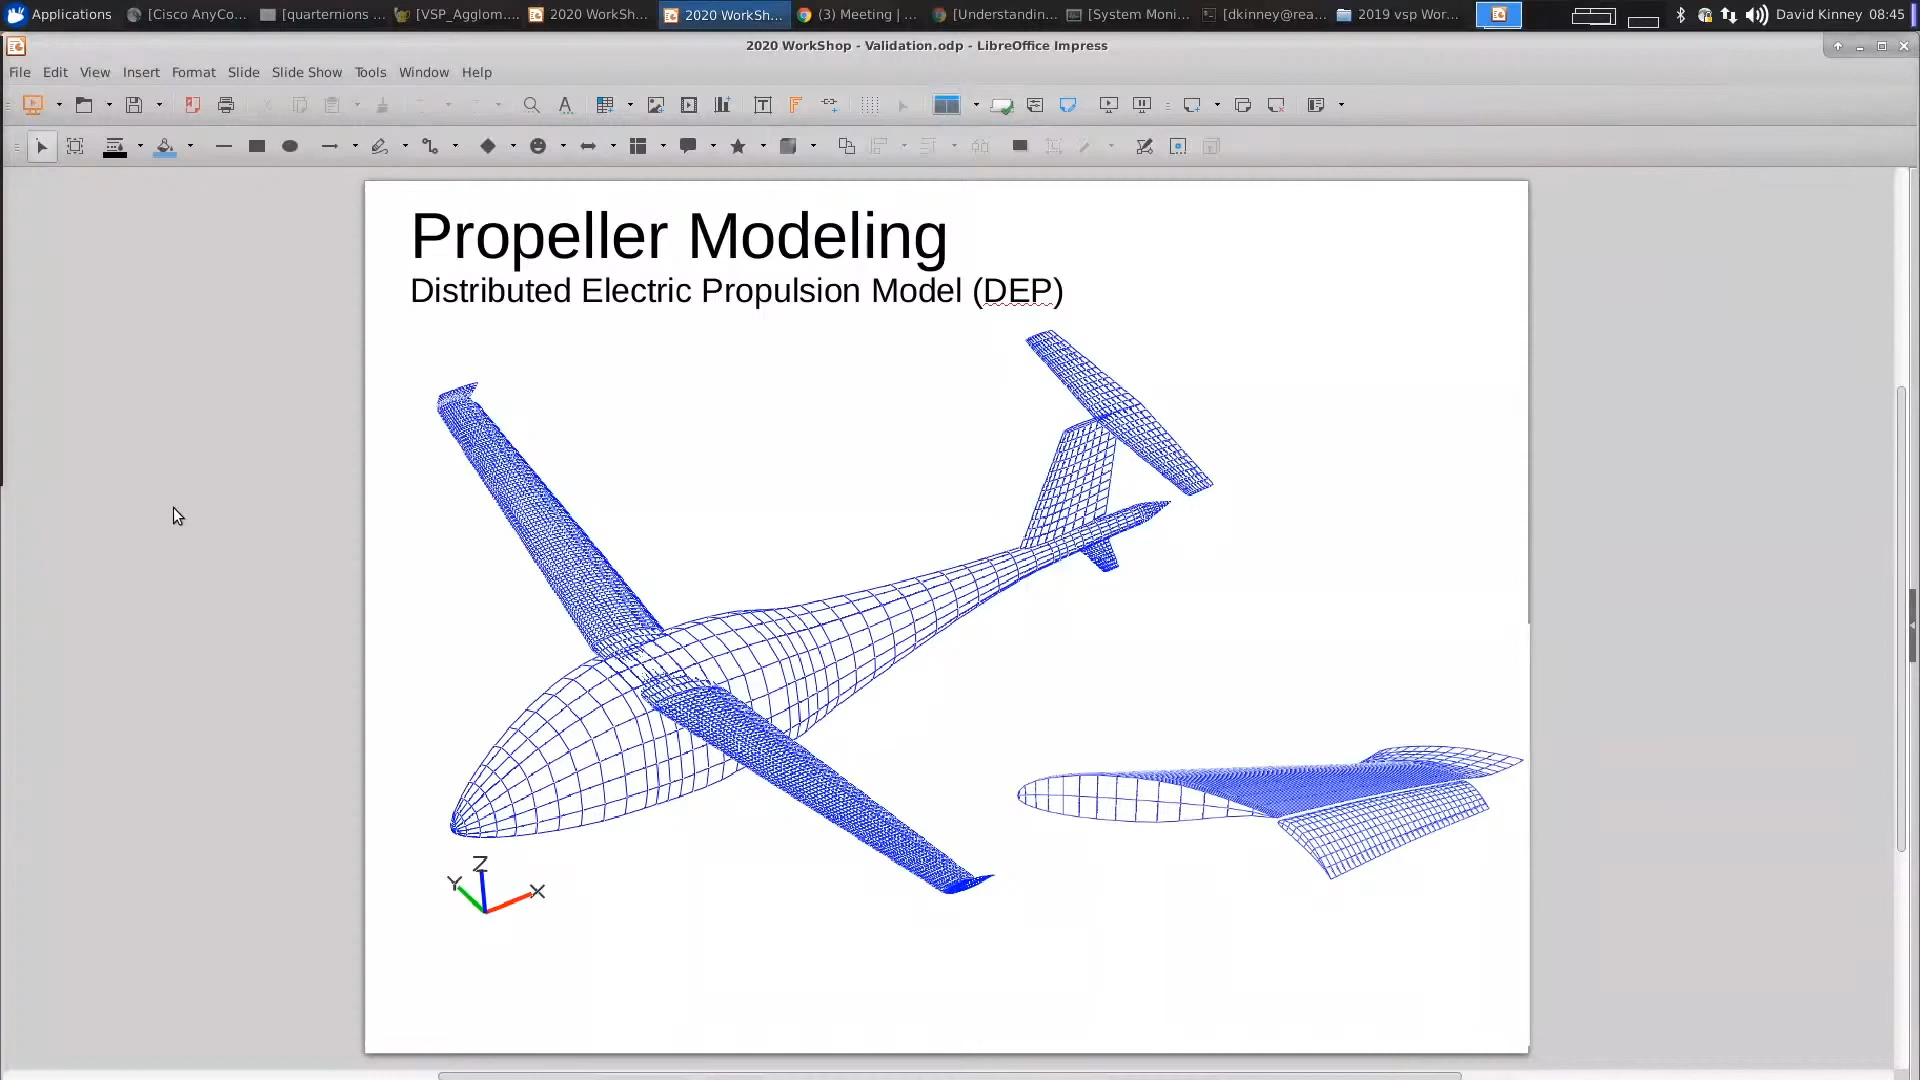 Applications
[Cisco AnyCo...
[quarternions ...
[VSP_Agglom....
2020 WorkSh...
2020 WorkSh...
(3) Meeting | ...
[Understandin...
[System Moni...
[dkinney@rea...
2019 vsp Wor...
David Kinney 08:45
2020 WorkShop - Validation.odp - LibreOffice Impress
File Edit View Insert Format Slide Slide Show Tools Window Help
Propeller Modeling
Distributed Electric Propulsion Model (DEP)
Z
Y
X